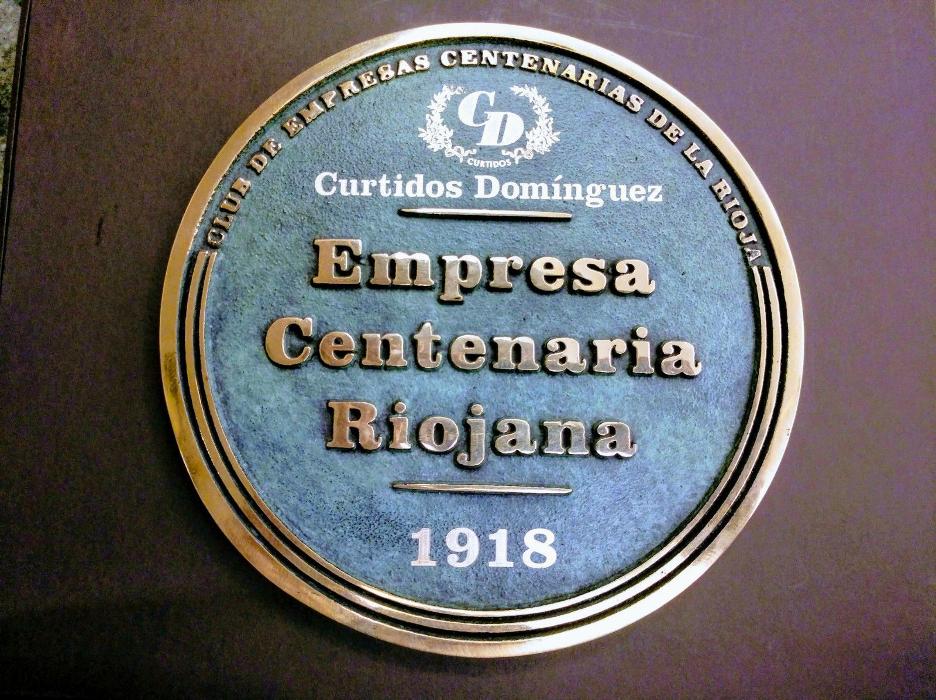 CLUB DE EMPRESAS CENTENARIAS DE LA RIOJA
CD
CURTIDOS
Curtidos Domínguez
Empresa
Centenaria
Riojana
1918